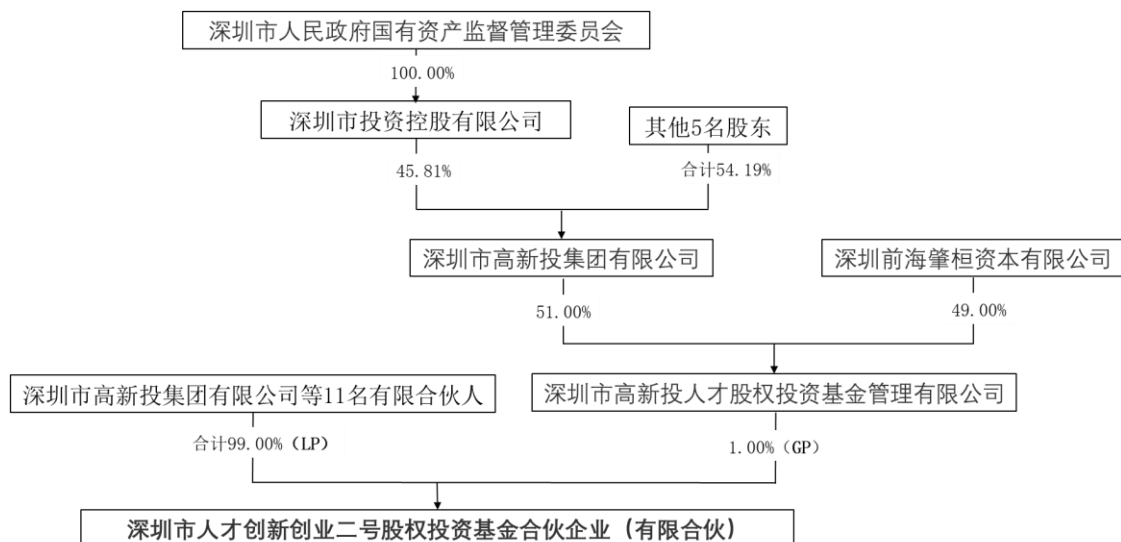 深圳市人民政府国有资产监督管理委员会
100.00%
深圳市投资控股有限公司
其他5名股东
45.81%
合计54.19%
深圳市高新投集团有限公司
深圳前海肇桓资本有限公司
51.00%
49.00%
深圳市高新投集团有限公司等11名有限合伙人
深圳市高新投人才股权投资基金管理有限公司
合计99.00%（LP）
1.00%（GP）
深圳市人才创新创业二号股权投资基金合伙企业（有限合伙）